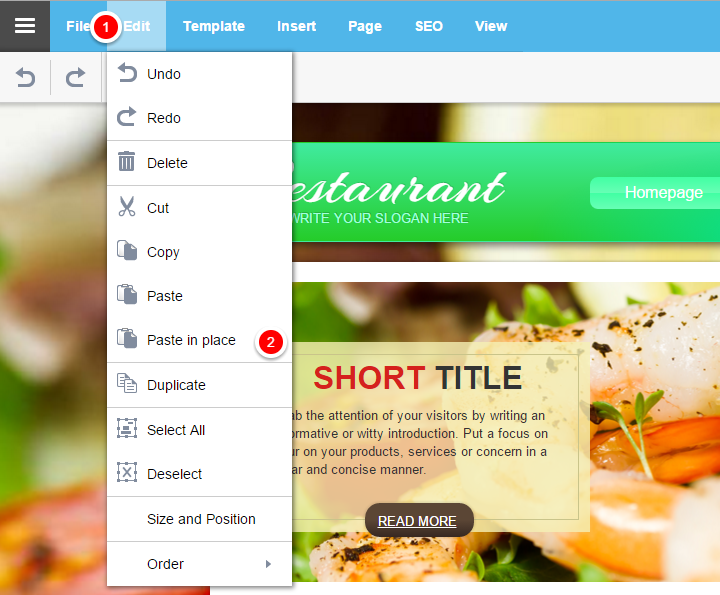 File 1 Edit Template Insert Page SEO View
Undo
Redo
Delete
Cut
Copy
Paste
Paste in place 2
Duplicate
Select All
Deselect
Size and Position
Order
estaurant
WRITE YOUR SLOGAN HERE
Homepage
SHORT TITLE
ab the attention of your visitors by writing an
ormative or witty introduction. Put a focus on
ur on your products, services or concern in a
ar and concise manner.
READ MORE